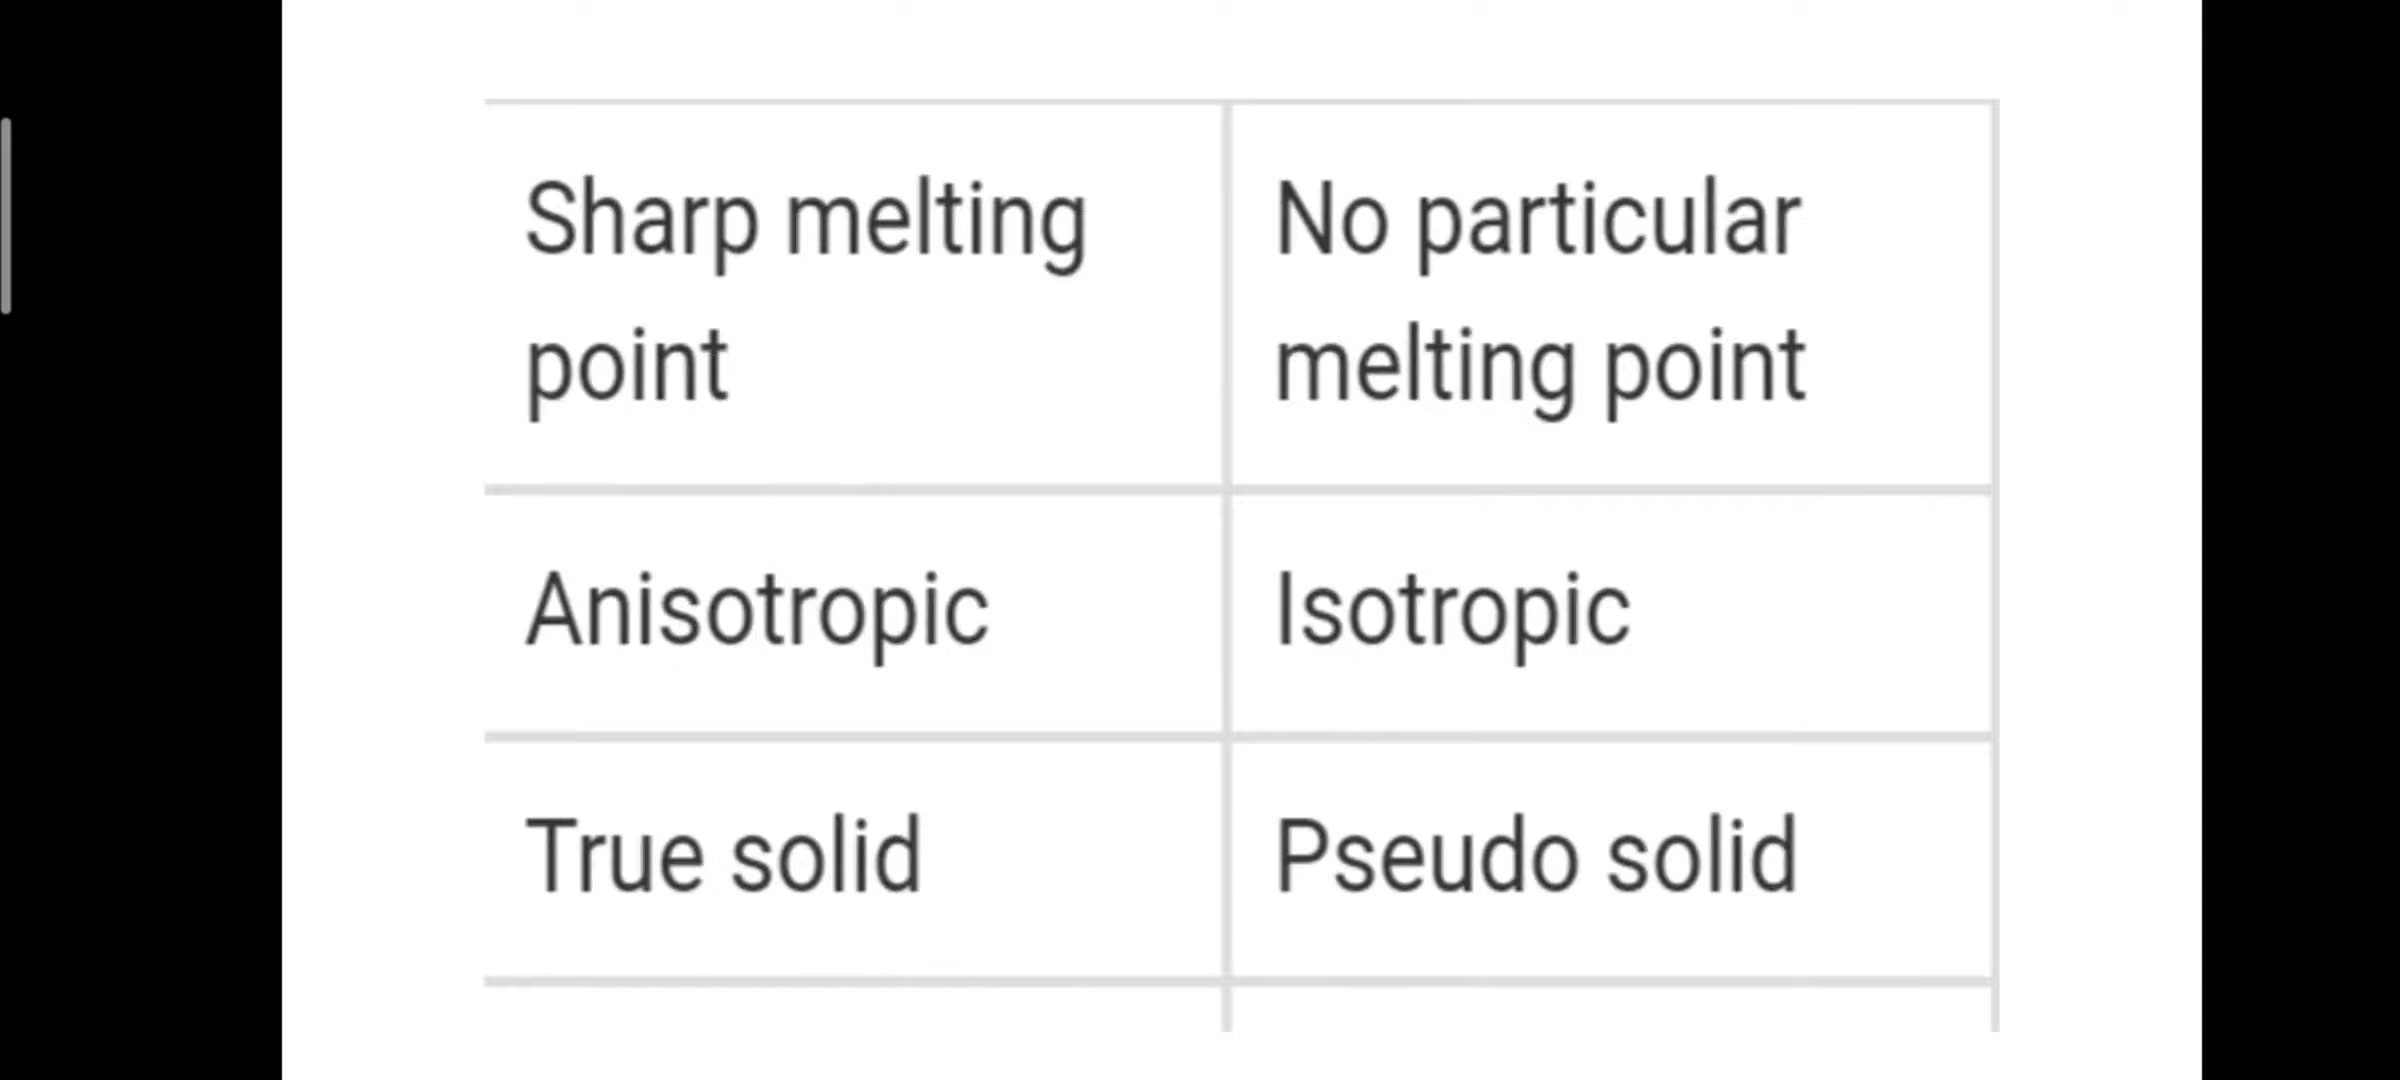 Sharp melting
point
No particular
melting point
Anisotropic
Isotropic
True solid
Pseudo solid